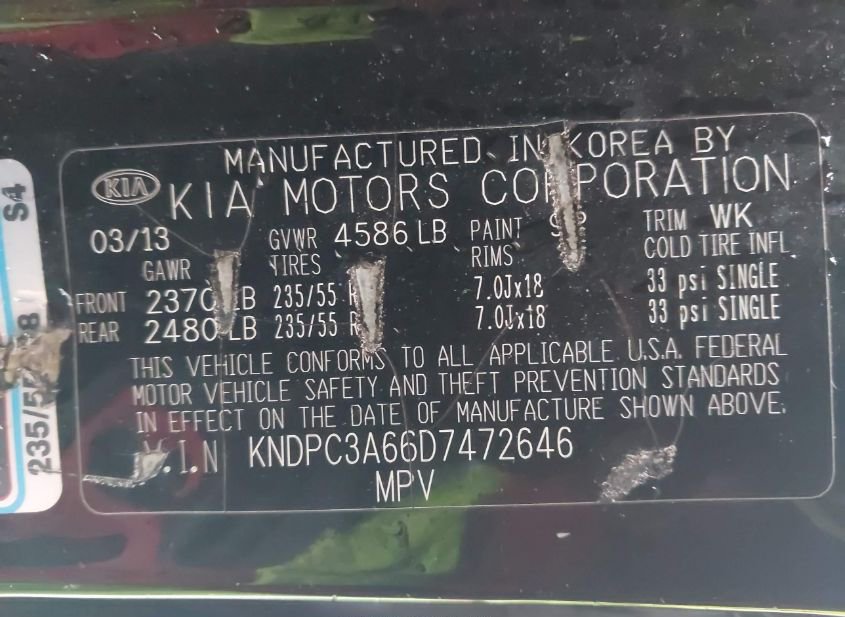 MANUFACTURED IN KOREA BY
KIA KIA MOTORS CORPORATION
03/13 GVWR 4586 LB PAINT TRIM WK
GAWR TIRES RIMS COLD TIRE INFL
FRONT 2370 LB 235/55 7.0Jx18 33 psi SINGLE
REAR 2480 LB 235/55 7.0Jx18 33 psi SINGLE
THIS VEHICLE CONFORMS TO ALL APPLICABLE U.S.A. FEDERAL
MOTOR VEHICLE SAFETY AND THEFT PREVENTION STANDARDS
IN EFFECT ON THE DATE OF MANUFACTURE SHOWN ABOVE.
.I.N KNDPC3A66D7472646
MPV
S4
235/55